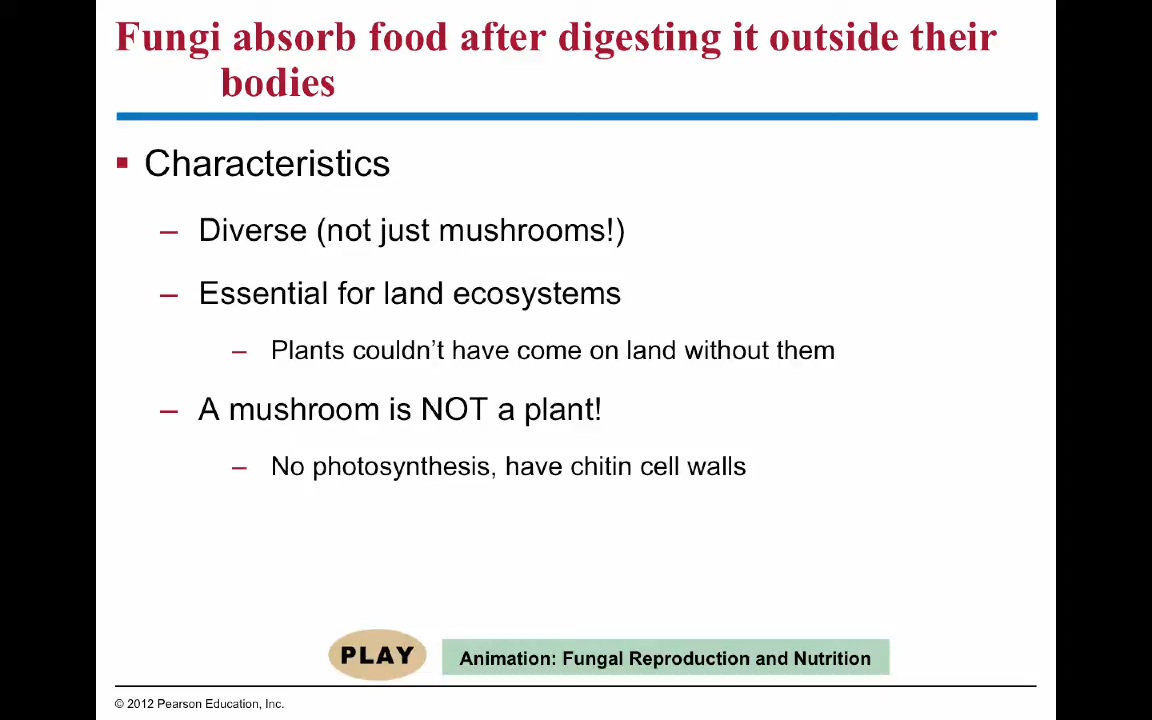 Fungi absorb food after digesting it outside their
bodies
▪ Characteristics
– Diverse (not just mushrooms!)
– Essential for land ecosystems
– Plants couldn’t have come on land without them
– A mushroom is NOT a plant!
– No photosynthesis, have chitin cell walls
PLAY
Animation: Fungal Reproduction and Nutrition
© 2012 Pearson Education, Inc.